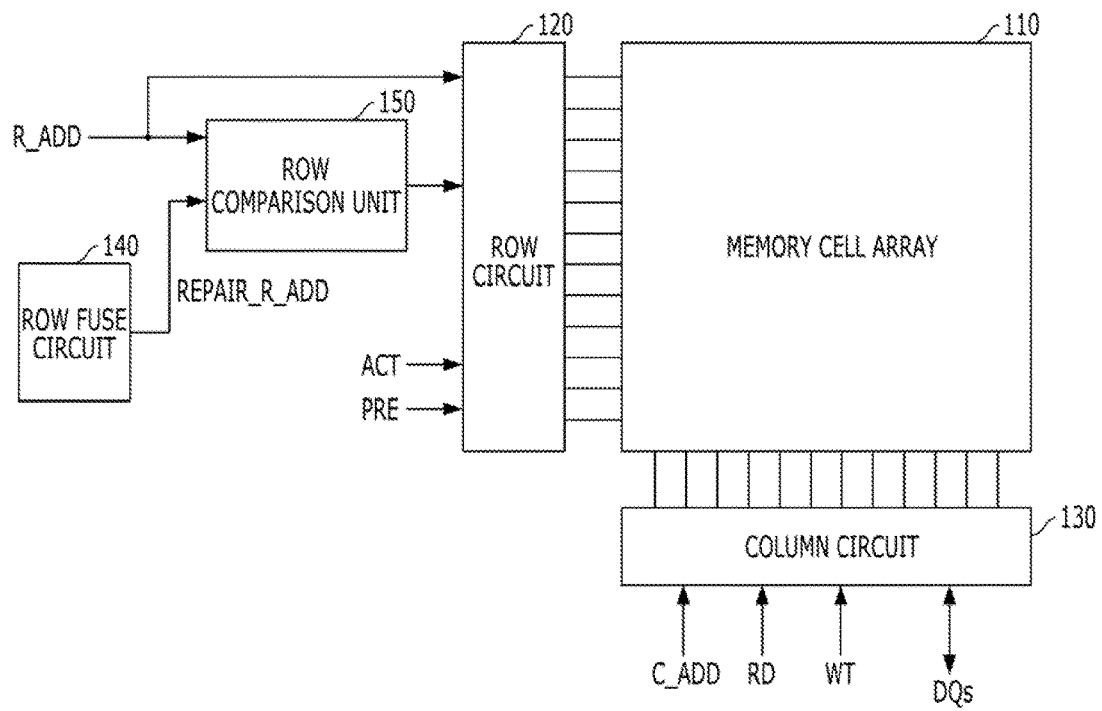 120
110
150
R_ADD
ROW
COMPARISON UNIT
140
ROW
CIRCUIT
MEMORY CELL ARRAY
REPAIR_R_ADD
ROW FUSE
CIRCUIT
ACT
PRE
130
COLUMN CIRCUIT
C_ADD
RD
WT
DQs